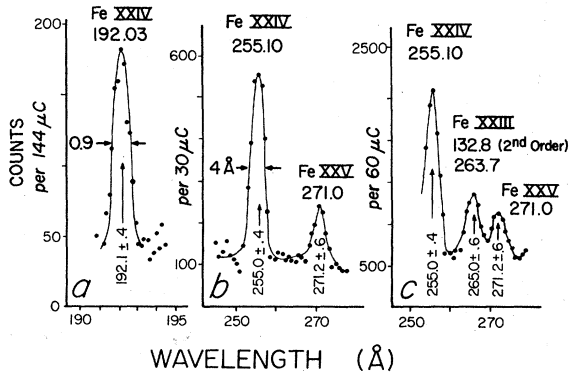 Fe XXIV
192.03
200
COUNTS
per 144 μC
0.9
50
0
192.1 ± .4
a
190
195
Fe XXIV
255.10
600
per 30 μC
4 Å
Fe XXV
271.0
100
255.0 ± .4
271.2 ± .6
b
250
270
Fe XXIV
255.10
2500
per 60 μC
Fe XXIII
132.8 (2nd Order)
263.7
Fe XXV
271.0
500
255.0 ± .4
265.0 ± .6
271.2 ± .6
c
250
270
WAVELENGTH (Å)